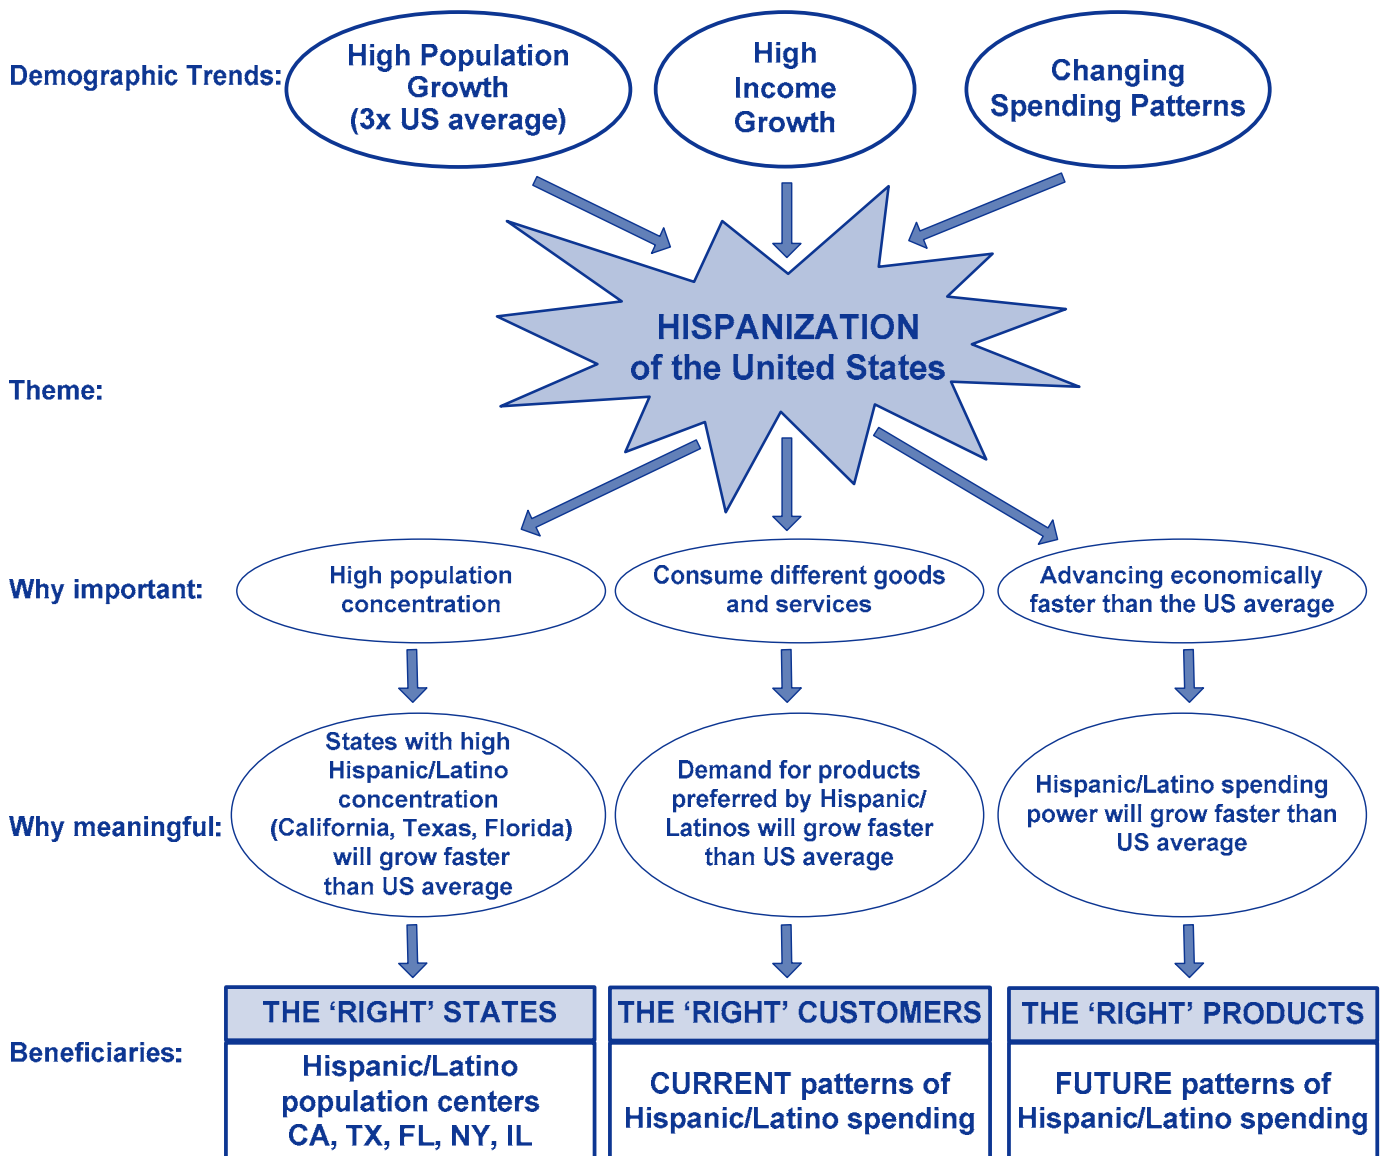 Demographic Trends:
High Population
Growth
(3x US average)
High
Income
Growth
Changing
Spending Patterns
Theme:
HISPANIZATION
of the United States
Why important:
High population
concentration
Consume different goods
and services
Advancing economically
faster than the US average
Why meaningful:
States with high
Hispanic/Latino
concentration
(California, Texas, Florida)
will grow faster
than US average
Demand for products
preferred by Hispanic/
Latinos will grow faster
than US average
Hispanic/Latino spending
power will grow faster than
US average
Beneficiaries:
THE ‘RIGHT’ STATES
Hispanic/Latino
population centers
CA, TX, FL, NY, IL
THE ‘RIGHT’ CUSTOMERS
CURRENT patterns of
Hispanic/Latino spending
THE ‘RIGHT’ PRODUCTS
FUTURE patterns of
Hispanic/Latino spending